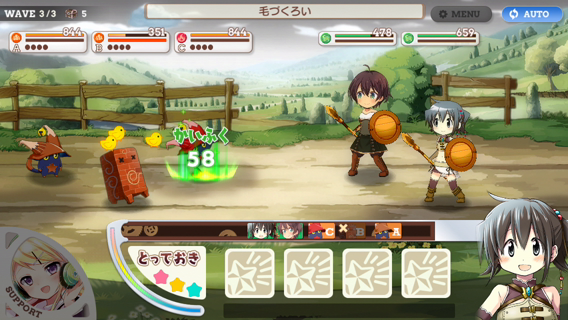 WAVE 3/3 5
毛づくろい
MENU
AUTO
844
A
351
B
844
C
478
659
かいふく
58
C
B
A
とっておき
SUPPORT